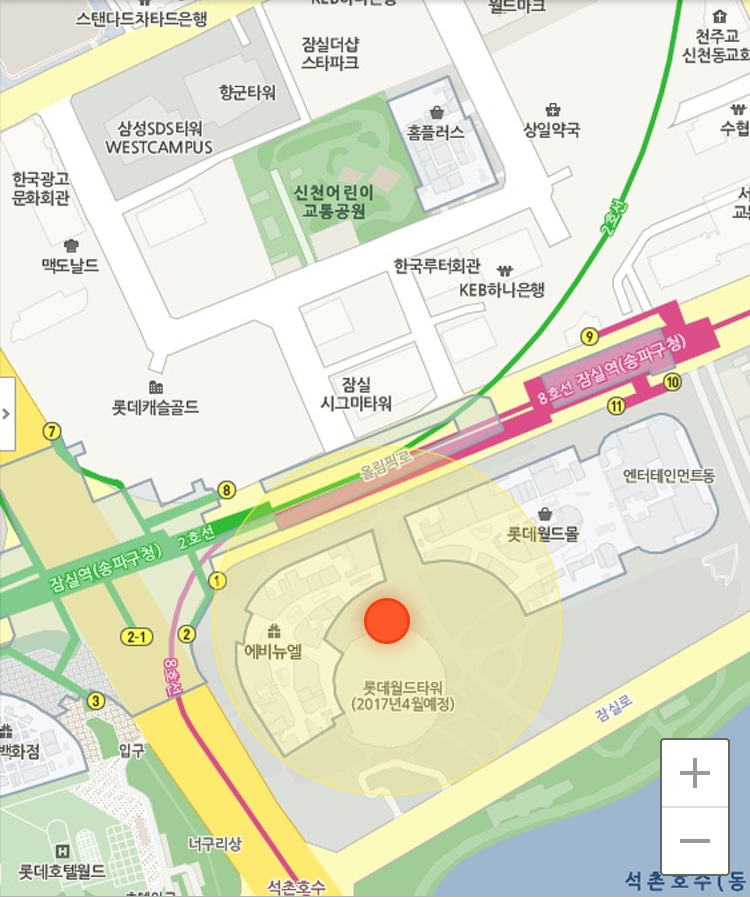 스탠다드차타드은행
KEB하나은행
월드마크
천주교
신천동교회
잠실더샵
스타파크
향군타워
삼성SDS타워
WESTCAMPUS
홈플러스
상일약국
수협
한국광고
문화회관
신천어린이
교통공원
서
교
2호선
맥도날드
한국루터회관
KEB하나은행
9
8호선 잠실역(송파구청)
10
11
잠실
시그마타워
롯데캐슬골드
7
8
올림픽로
엔터테인먼트동
롯데월드몰
잠실역(송파구청)
2호선
1
2-1
2
8호선
에비뉴엘
롯데월드타워
(2017년4월예정)
잠실로
3
백화점
입구
너구리상
롯데호텔월드
석촌호수
석촌호수(동